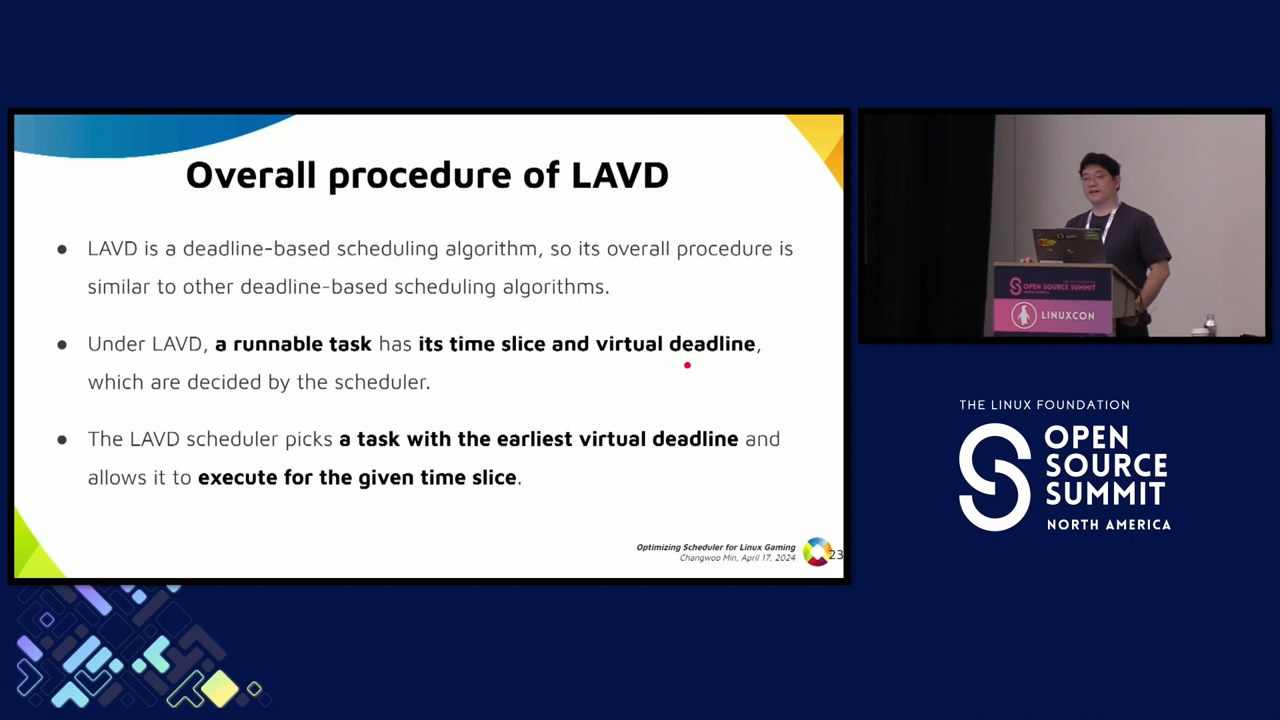 Overall procedure of LAVD
● LAVD is a deadline-based scheduling algorithm, so its overall procedure is
similar to other deadline-based scheduling algorithms.
● Under LAVD, a runnable task has its time slice and virtual deadline,
which are decided by the scheduler.
● The LAVD scheduler picks a task with the earliest virtual deadline and
allows it to execute for the given time slice.
Optimizing Scheduler for Linux Gaming
Changwoo Min, April 17, 2024
23
OPEN SOURCE SUMMIT
LINUXCON
THE LINUX FOUNDATION
OPEN
SOURCE
SUMMIT
NORTH AMERICA